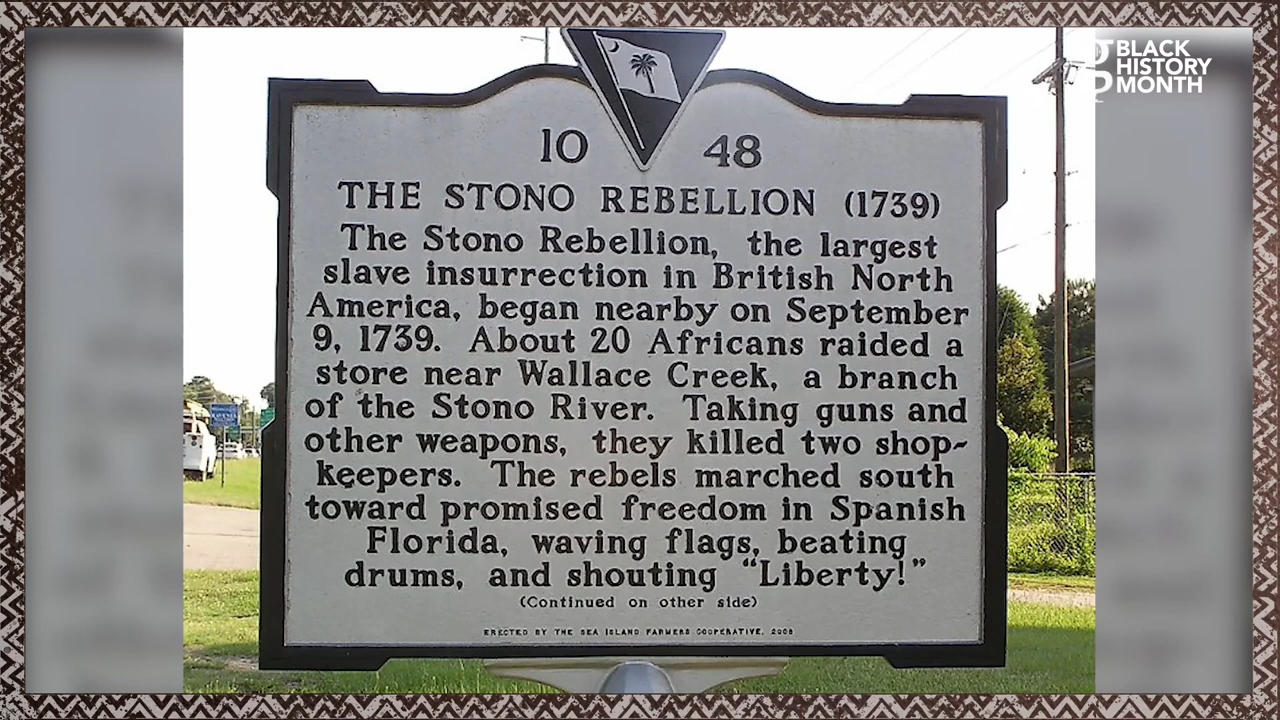 BLACK
HISTORY
MONTH
10 48
THE STONO REBELLION (1739)
The Stono Rebellion, the largest
slave insurrection in British North
America, began nearby on September
9, 1739. About 20 Africans raided a
store near Wallace Creek, a branch
of the Stono River. Taking guns and
other weapons, they killed two shop-
keepers. The rebels marched south
toward promised freedom in Spanish
Florida, waving flags, beating
drums, and shouting "Liberty!"
(Continued on other side)
ERECTED BY THE SEA ISLAND FARMERS COOPERATIVE, 2006